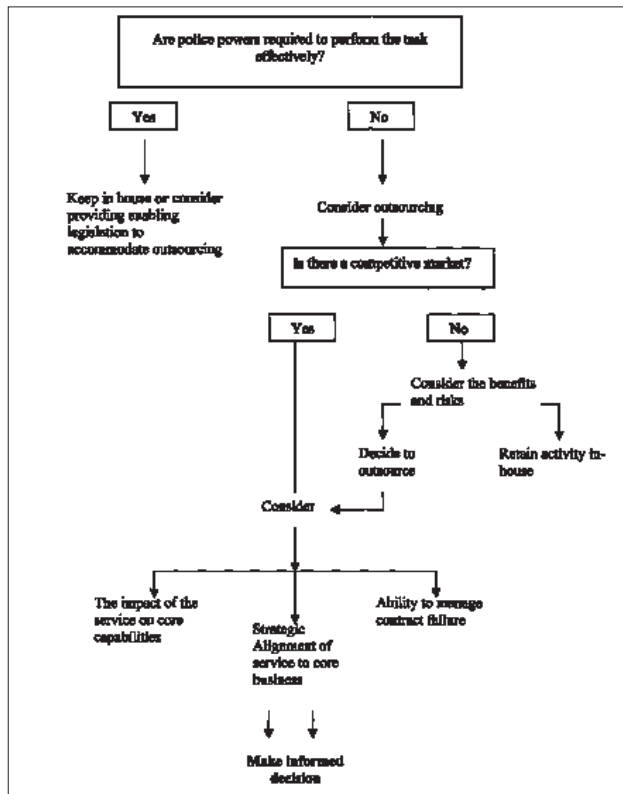 Are police powers required to perform the task
effectively?
Yes
No
Keep in house or consider
providing enabling
legislation to
accommodate outsourcing
Consider outsourcing
Is there a competitive market?
Yes
No
Consider the benefits
and risks
Decide to
outsource
Retain activity in-
house
Consider
The impact of the
service on core
capabilities
Strategic
Alignment of
service to core
business
Ability to manage
contract failure
Make informed
decision